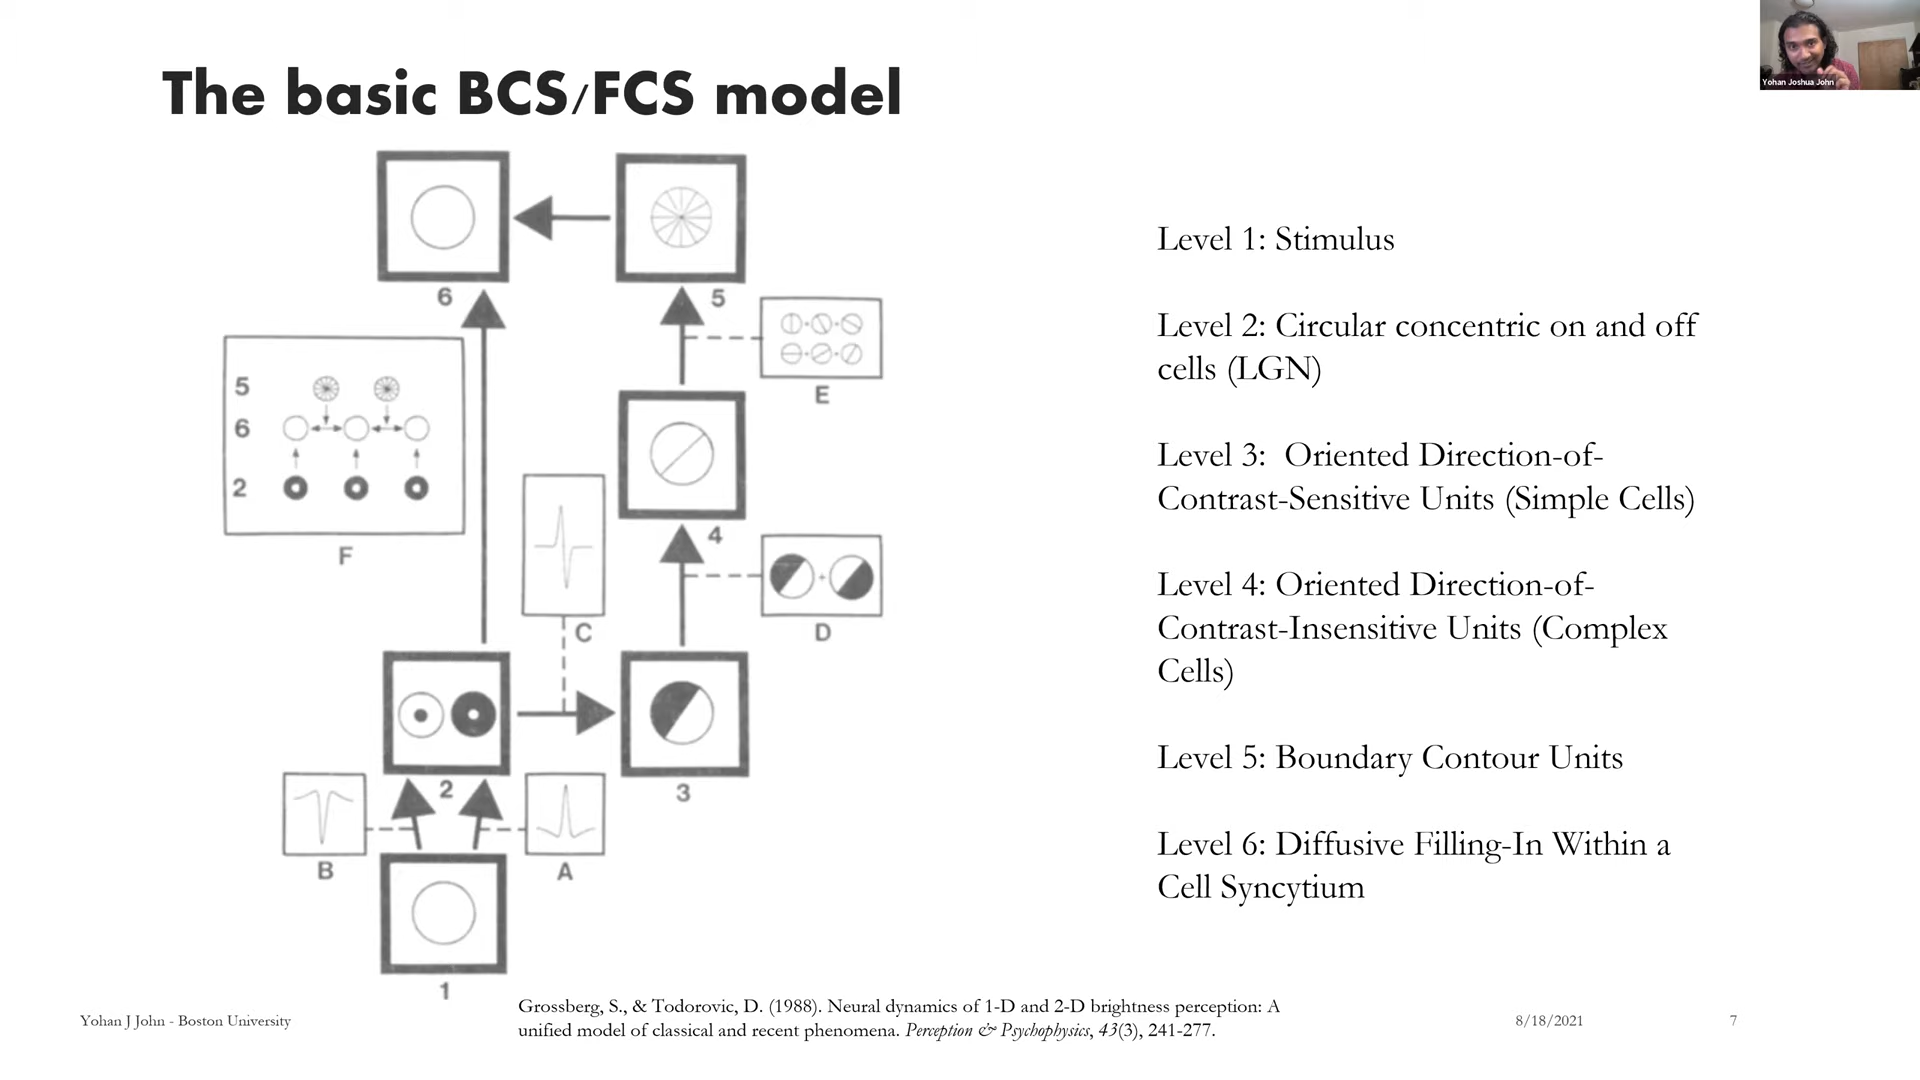 The basic BCS/FCS model
Yohan Joshua John
6
5
E
5
6
2
F
4
C
D
2
3
B
A
1
Level 1: Stimulus
Level 2: Circular concentric on and off
cells (LGN)
Level 3: Oriented Direction-of-
Contrast-Sensitive Units (Simple Cells)
Level 4: Oriented Direction-of-
Contrast-Insensitive Units (Complex
Cells)
Level 5: Boundary Contour Units
Level 6: Diffusive Filling-In Within a
Cell Syncytium
Grossberg, S., & Todorovic, D. (1988). Neural dynamics of 1-D and 2-D brightness perception: A
unified model of classical and recent phenomena. Perception & Psychophysics, 43(3), 241-277.
Yohan J John - Boston University
8/18/2021
7